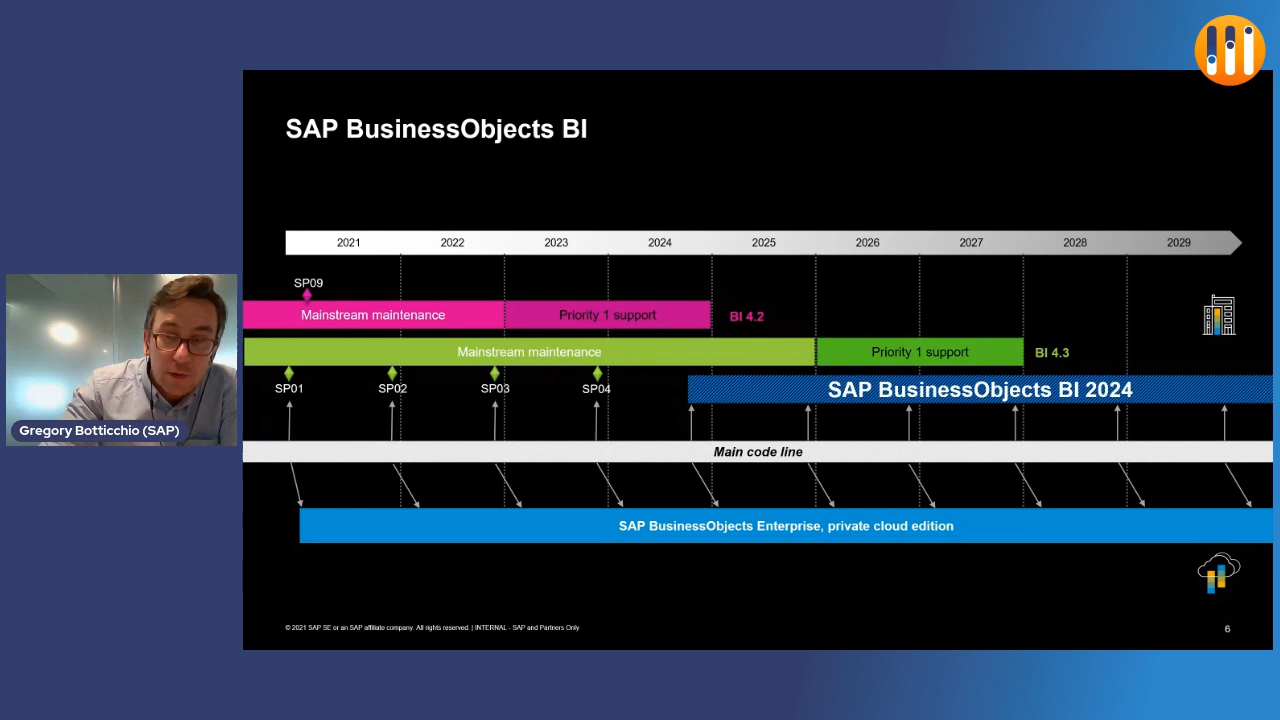 SAP BusinessObjects BI
2021 2022 2023 2024 2025 2026 2027 2028 2029
SP09
Mainstream maintenance Priority 1 support BI 4.2
Mainstream maintenance Priority 1 support BI 4.3
SP01 SP02 SP03 SP04
SAP BusinessObjects BI 2024
Gregory Botticchio (SAP)
Main code line
SAP BusinessObjects Enterprise, private cloud edition
© 2021 SAP SE or an SAP affiliate company. All rights reserved. | INTERNAL - SAP and Partners Only
6